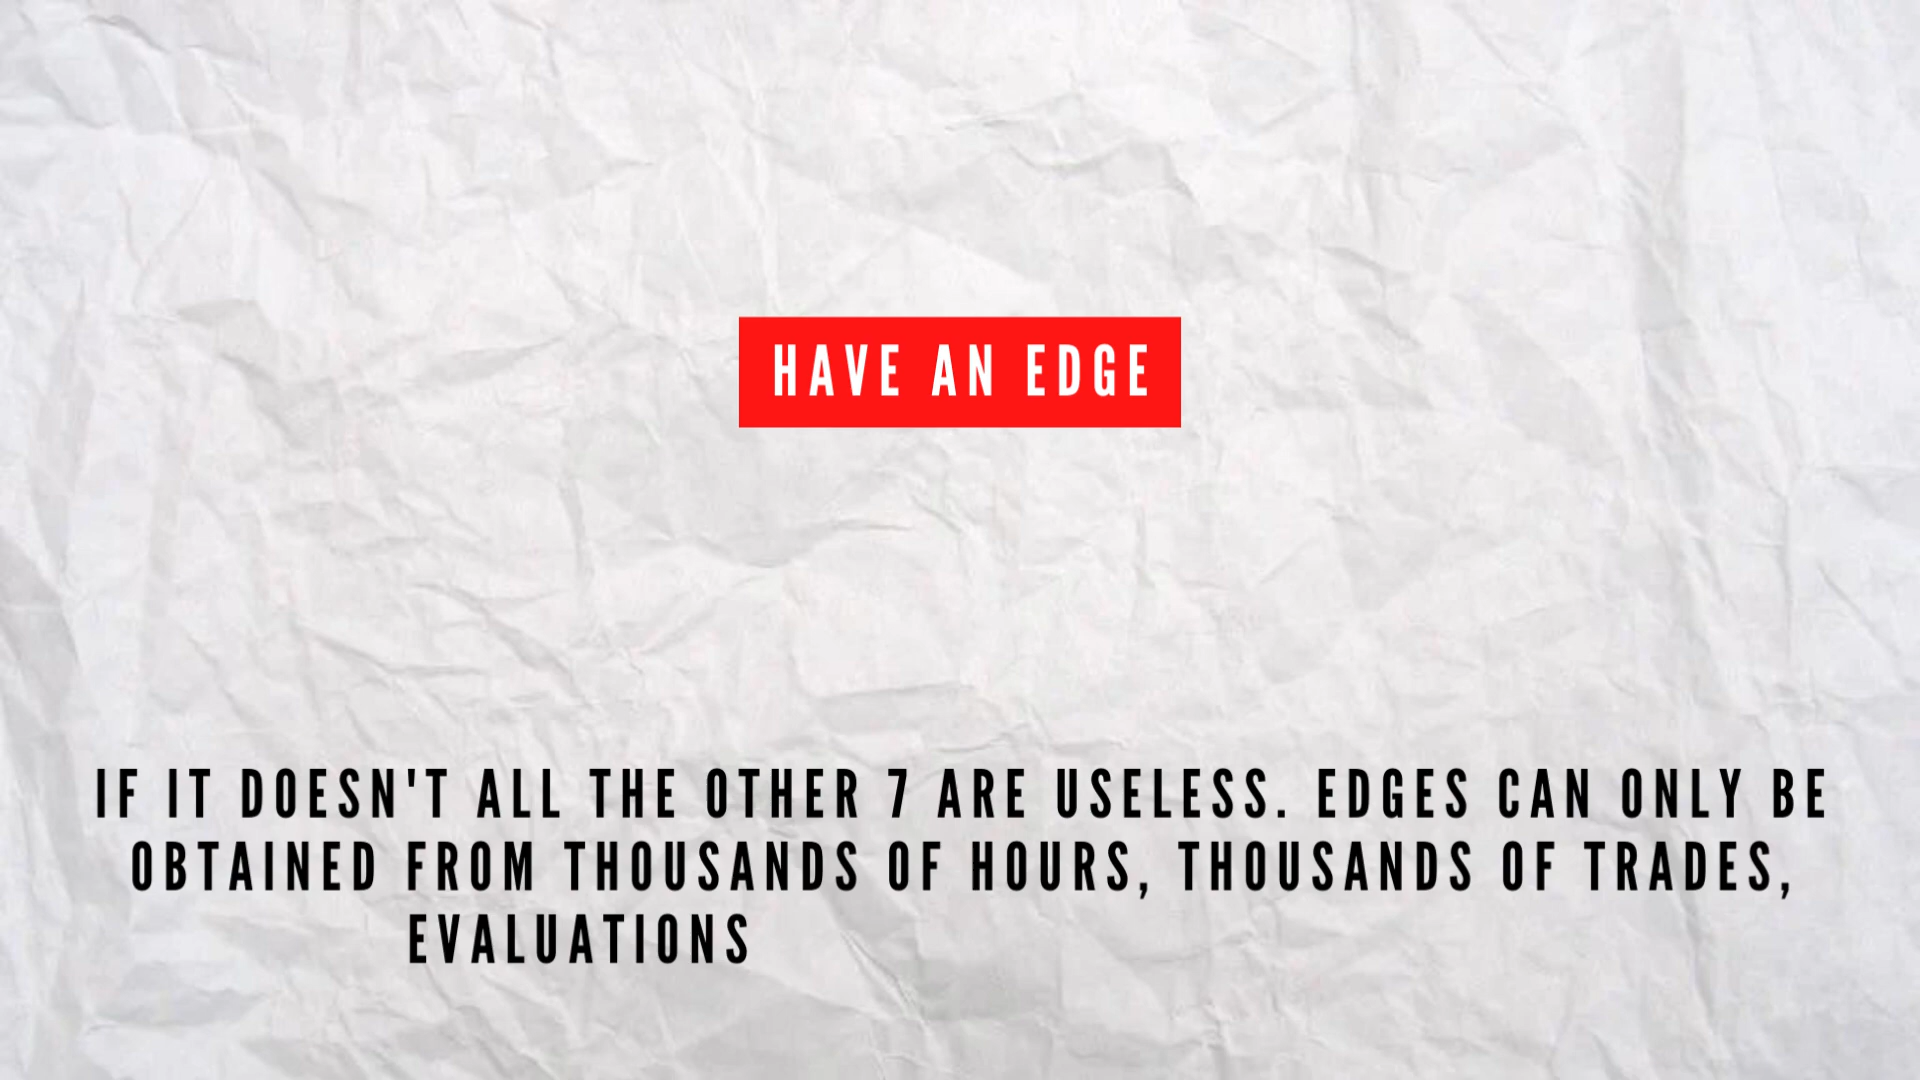 HAVE AN EDGE
IF IT DOESN'T ALL THE OTHER 7 ARE USELESS. EDGES CAN ONLY BE
OBTAINED FROM THOUSANDS OF HOURS, THOUSANDS OF TRADES,
EVALUATIONS